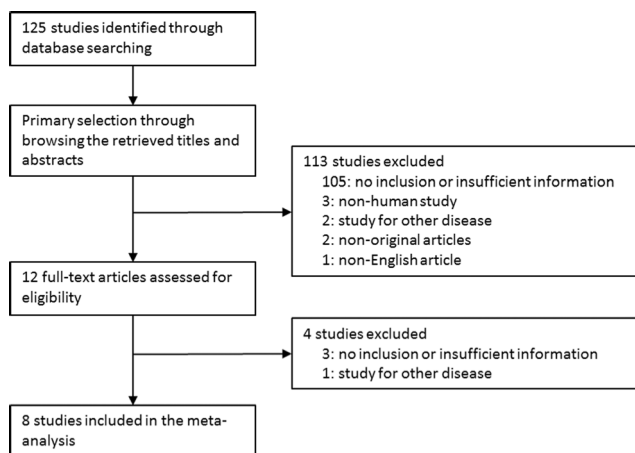 125 studies identified through
database searching
Primary selection through
browsing the retrieved titles and
abstracts
113 studies excluded
105: no inclusion or insufficient information
3: non-human study
2: study for other disease
2: non-original articles
1: non-English article
12 full-text articles assessed for
eligibility
4 studies excluded
3: no inclusion or insufficient information
1: study for other disease
8 studies included in the meta-
analysis